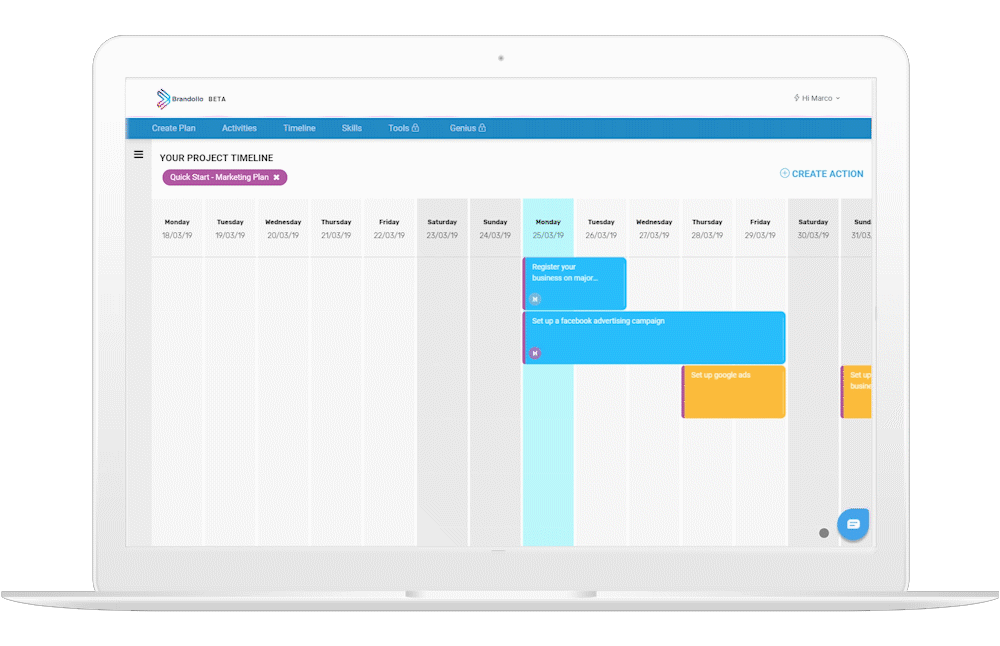 Brandollo BETA
Hi Marco
Create Plan Activities Timeline Skills Tools Genius
YOUR PROJECT TIMELINE
Quick Start - Marketing Plan ✖
CREATE ACTION
Monday Tuesday Wednesday Thursday Friday Saturday Sunday Monday Tuesday Wednesday Thursday Friday Saturday Sund
18/03/19 19/03/19 20/03/19 21/03/19 22/03/19 23/03/19 24/03/19 25/03/19 26/03/19 27/03/19 28/03/19 29/03/19 30/03/19 31/03
Register your
business on major...
M
Set up a facebook advertising campaign
M
Set up google ads
Set up
busine